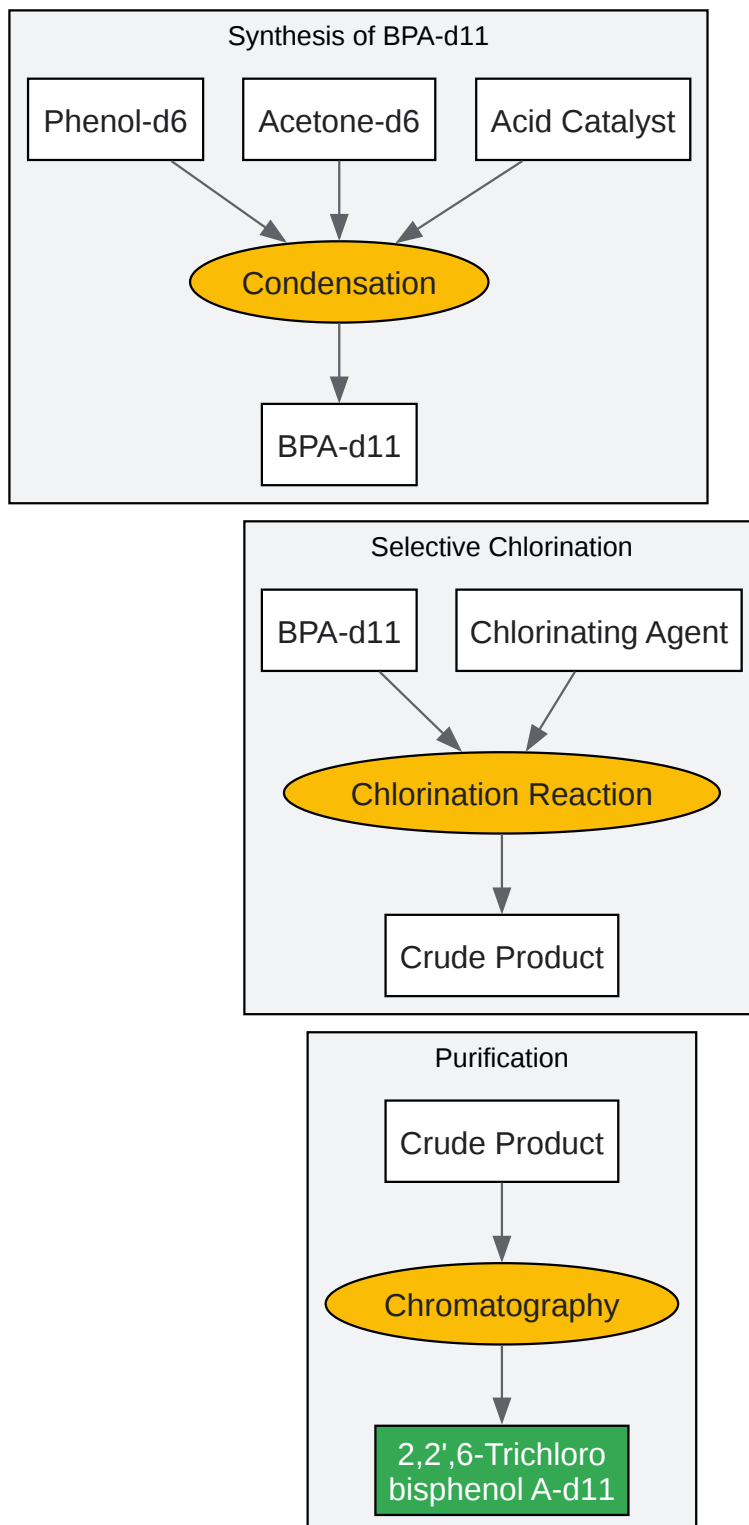 Synthesis of BPA-d11
Phenol-d6
Acetone-d6
Acid Catalyst
Condensation
BPA-d11
Selective Chlorination
BPA-d11
Chlorinating Agent
Chlorination Reaction
Crude Product
Purification
Crude Product
Chromatography
2,2',6-Trichloro
bisphenol A-d11